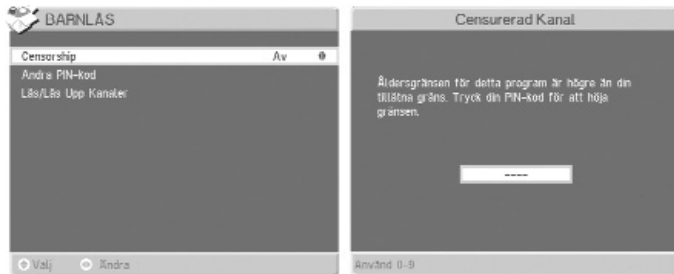 BARNLÅS
Censorship Av
Ändra PIN-kod
Lås/Lås Upp Kanaler
Välj Ändra
Censurerad Kanal
Åldersgränsen för detta program är högre än din
tillåtna gräns. Tryck din PIN-kod för att höja
gränsen.
----
Använd 0-9